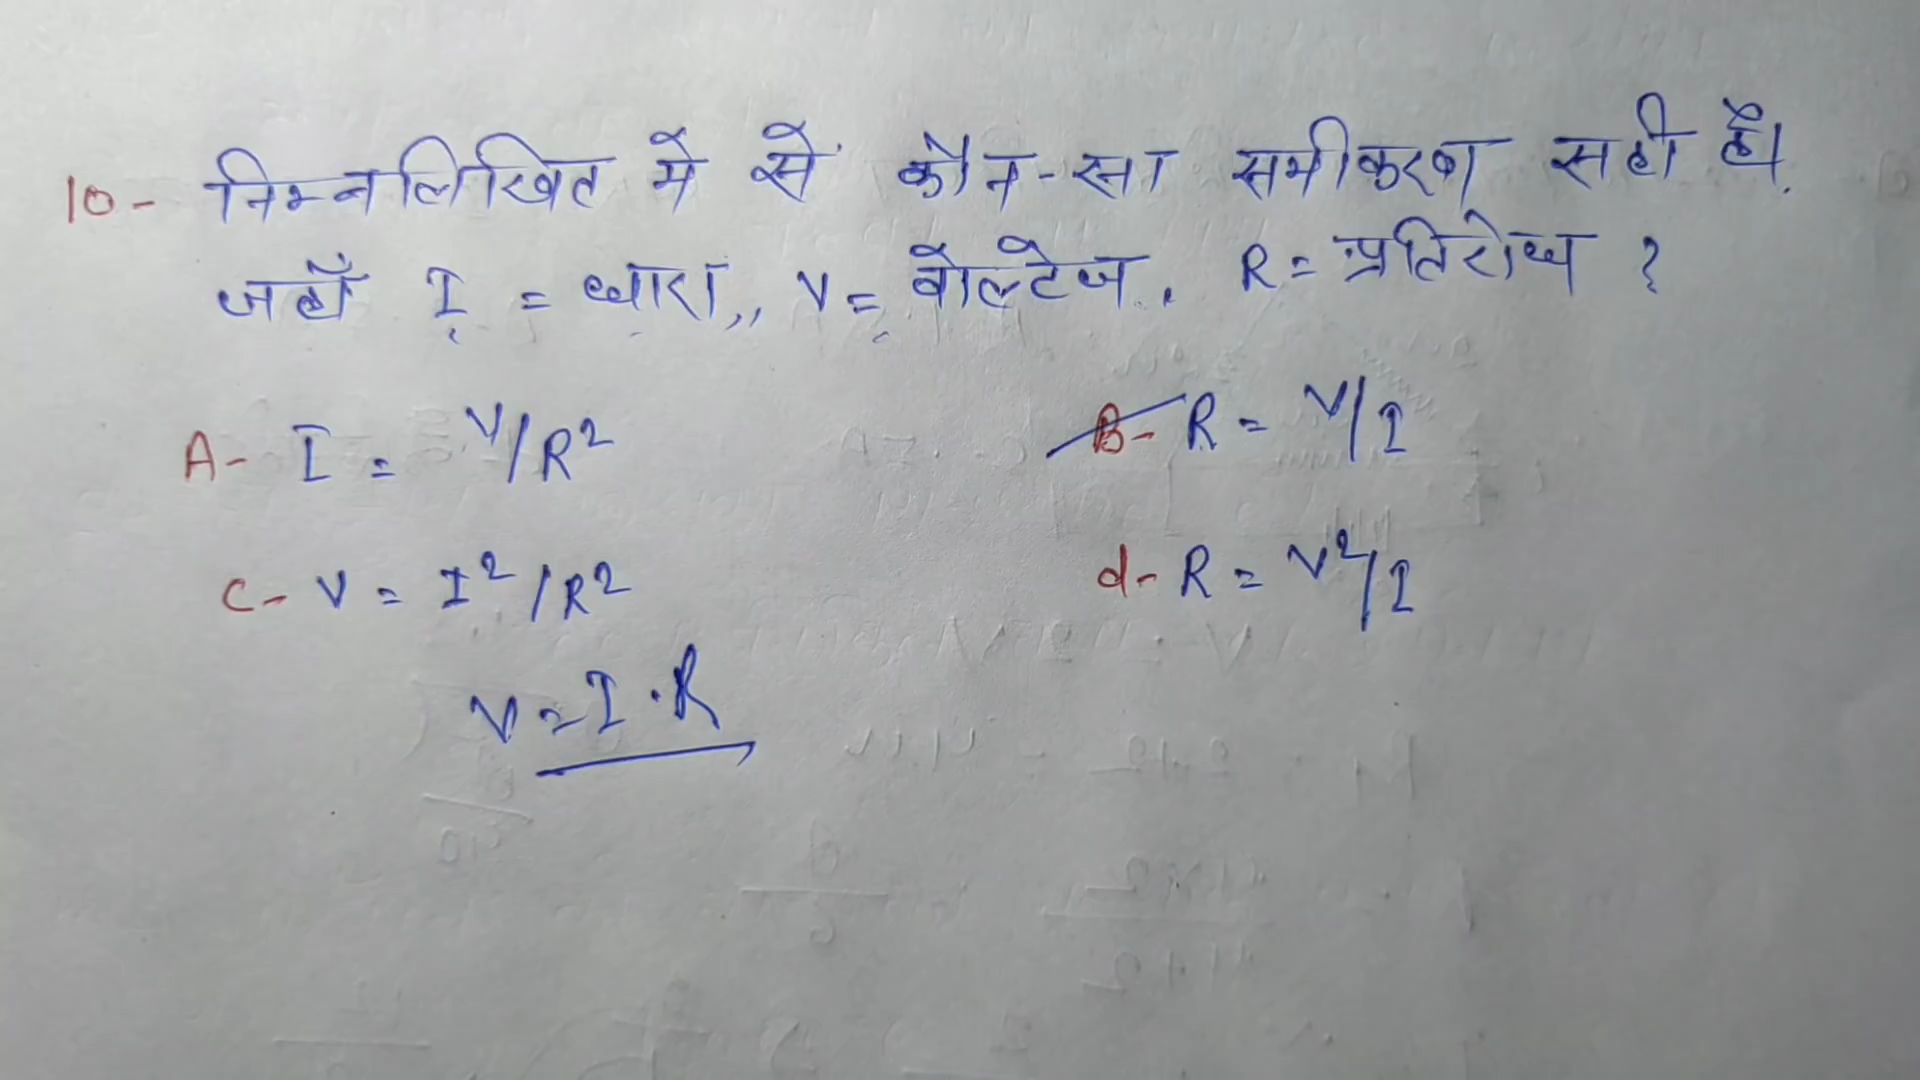 10- निम्नलिखित मे से कौन-सा समीकरण सही है।
जहाँ I = धारा,, V = वोल्टेज, R = प्रतिरोध ?
A- I = V/R² B- R = V/I
C- V = I²/R² d- R = V²/I
V = I·R